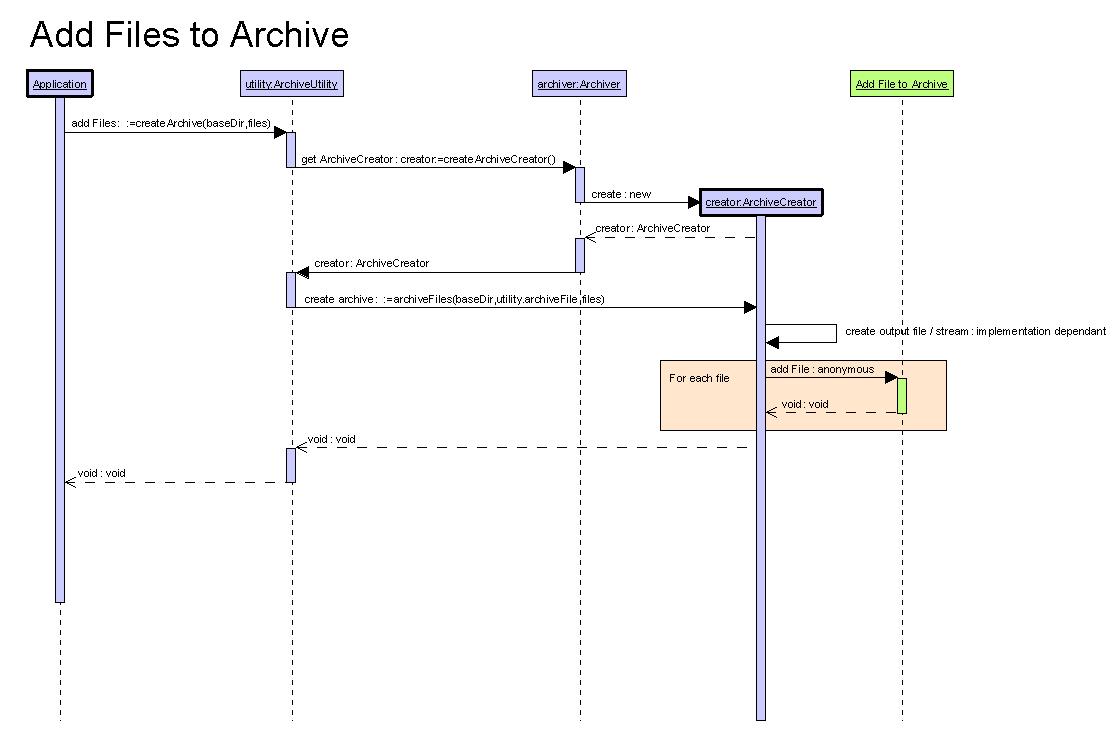 Add Files to Archive
Application
utility:ArchiveUtility
archiver:Archiver
Add File to Archive
add Files: :=createArchive(baseDir,files)
get ArchiveCreator: creator:=createArchiveCreator()
create : new
creator:ArchiveCreator
creator: ArchiveCreator
creator: ArchiveCreator
create archive: :=archiveFiles(baseDir,utility.archiveFile,files)
create output file / stream : implementation dependant
For each file
add File : anonymous
void : void
void : void
void : void